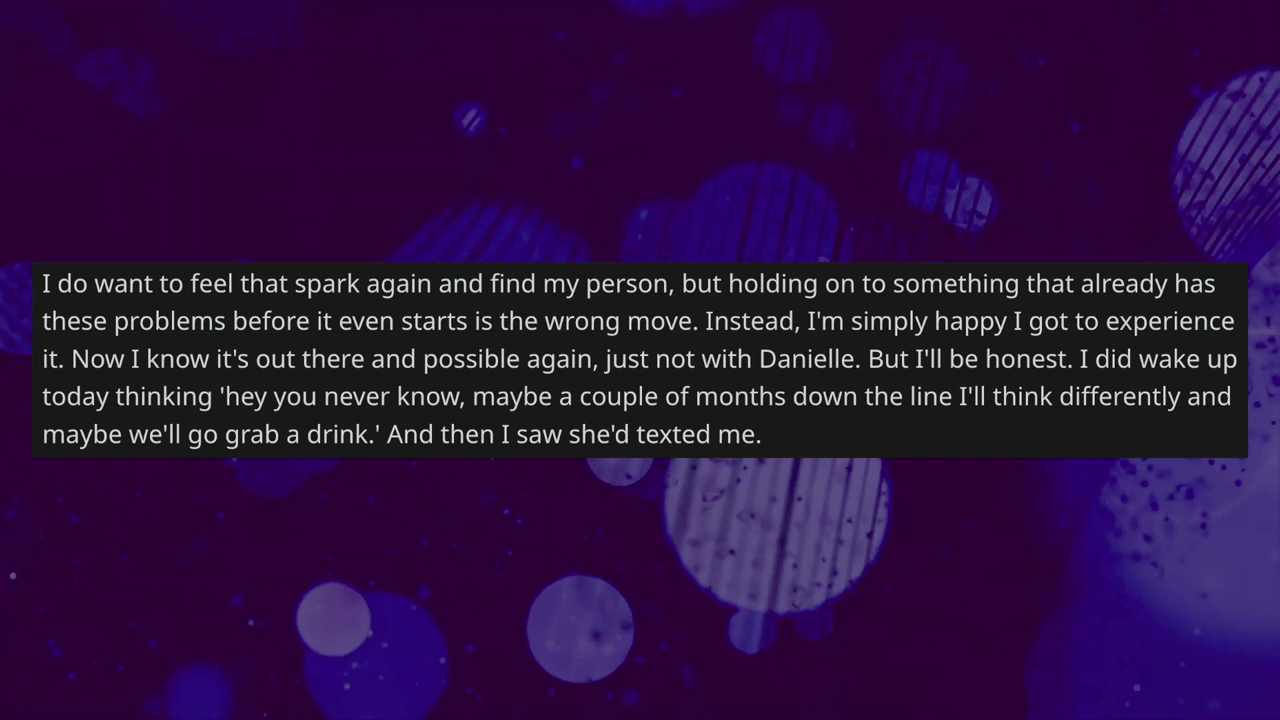 I do want to feel that spark again and find my person, but holding on to something that already has
these problems before it even starts is the wrong move. Instead, I'm simply happy I got to experience
it. Now I know it's out there and possible again, just not with Danielle. But I'll be honest. I did wake up
today thinking 'hey you never know, maybe a couple of months down the line I'll think differently and
maybe we'll go grab a drink.' And then I saw she'd texted me.